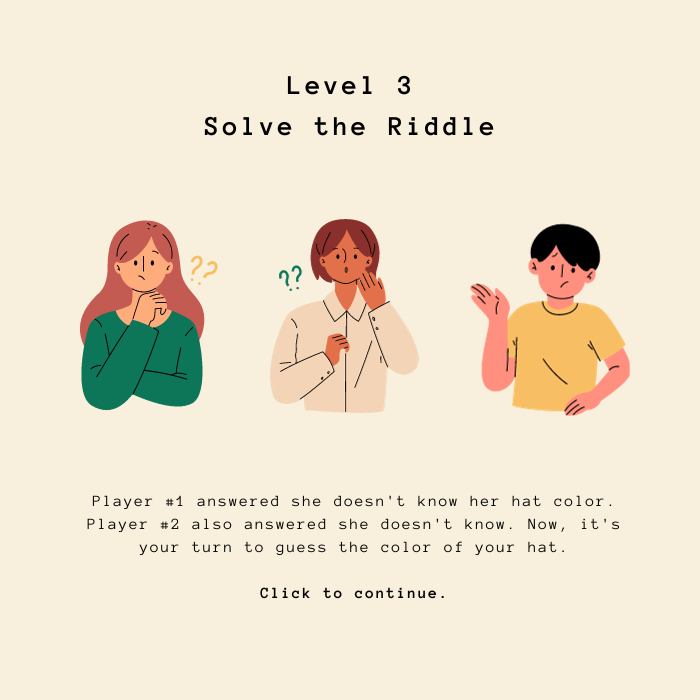 Level 3
Solve the Riddle
??
??
Player #1 answered she doesn't know her hat color.
Player #2 also answered she doesn't know. Now, it's
your turn to guess the color of your hat.
Click to continue.